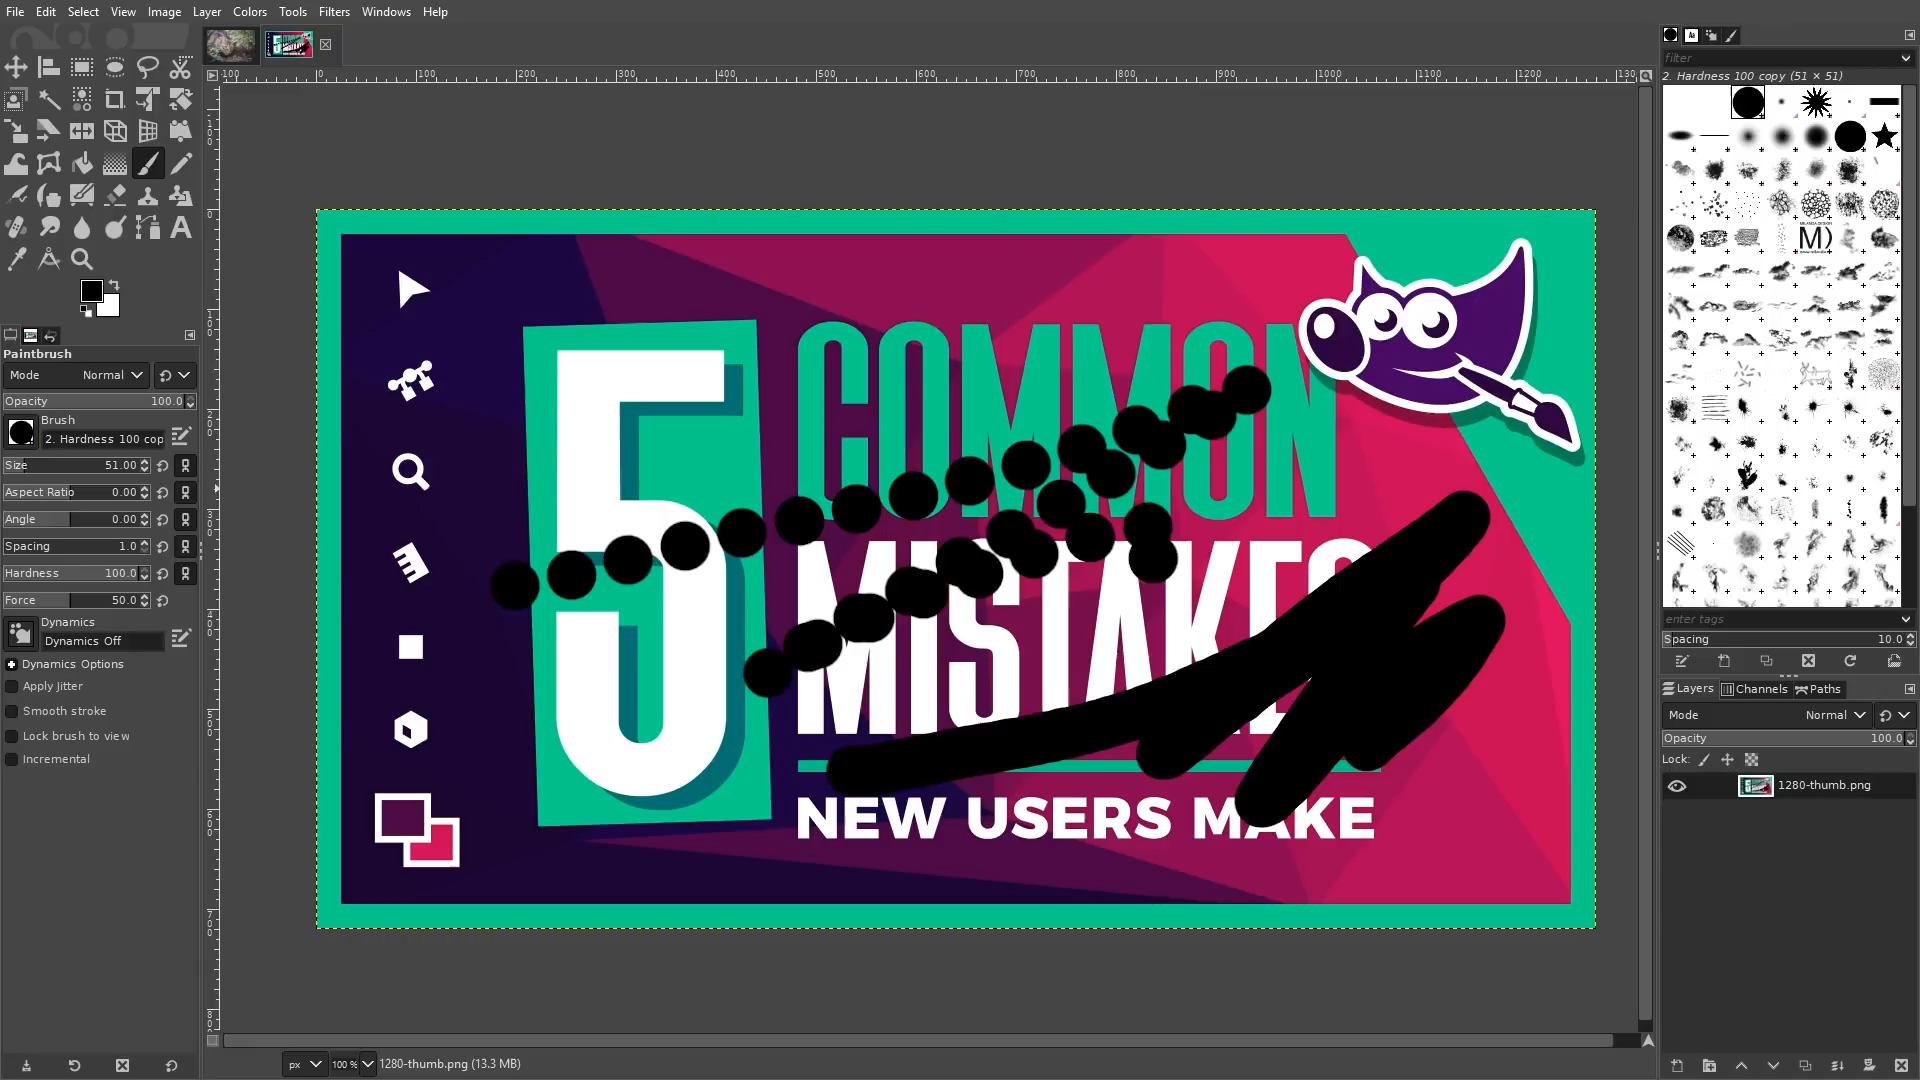 File Edit Select View Image Layer Colors Tools Filters Windows Help
filter
2. Hardness 100 copy (51 × 51)
Paintbrush
Mode Normal
Opacity 100.0
Brush
2. Hardness 100 cop
Size 51.00
Aspect Ratio 0.00
Angle 0.00
Spacing 1.0
Hardness 100.0
Force 50.0
Dynamics
Dynamics Off
Dynamics Options
Apply Jitter
Smooth stroke
Lock brush to view
Incremental
5
COMMON
MISTAKES
NEW USERS MAKE
px 100 % 1280-thumb.png (13.3 MB)
enter tags
Spacing 10.0
Layers Channels Paths
Mode Normal
Opacity 100.0
Lock:
1280-thumb.png